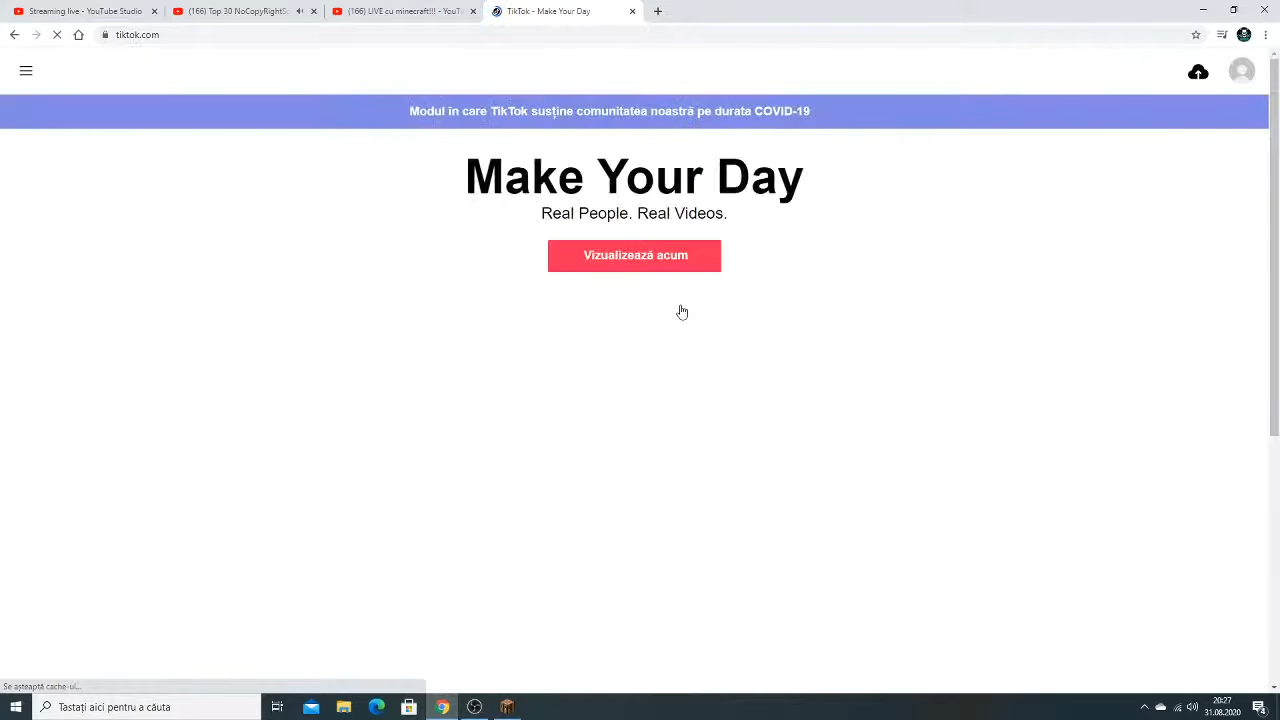 Streaming live - YouTube Studio
(166) Top 30 NoCopyRightS
(166) LIVE cu minecraft!!! - YouT
TikTok - Make Your Day
tiktok.com
Modul în care TikTok susține comunitatea noastră pe durata COVID-19
Make Your Day
Real People. Real Videos.
Vizualizează acum
Se așteaptă cache-ul...
Tastați aici pentru a căuta
20:27
31.08.2020